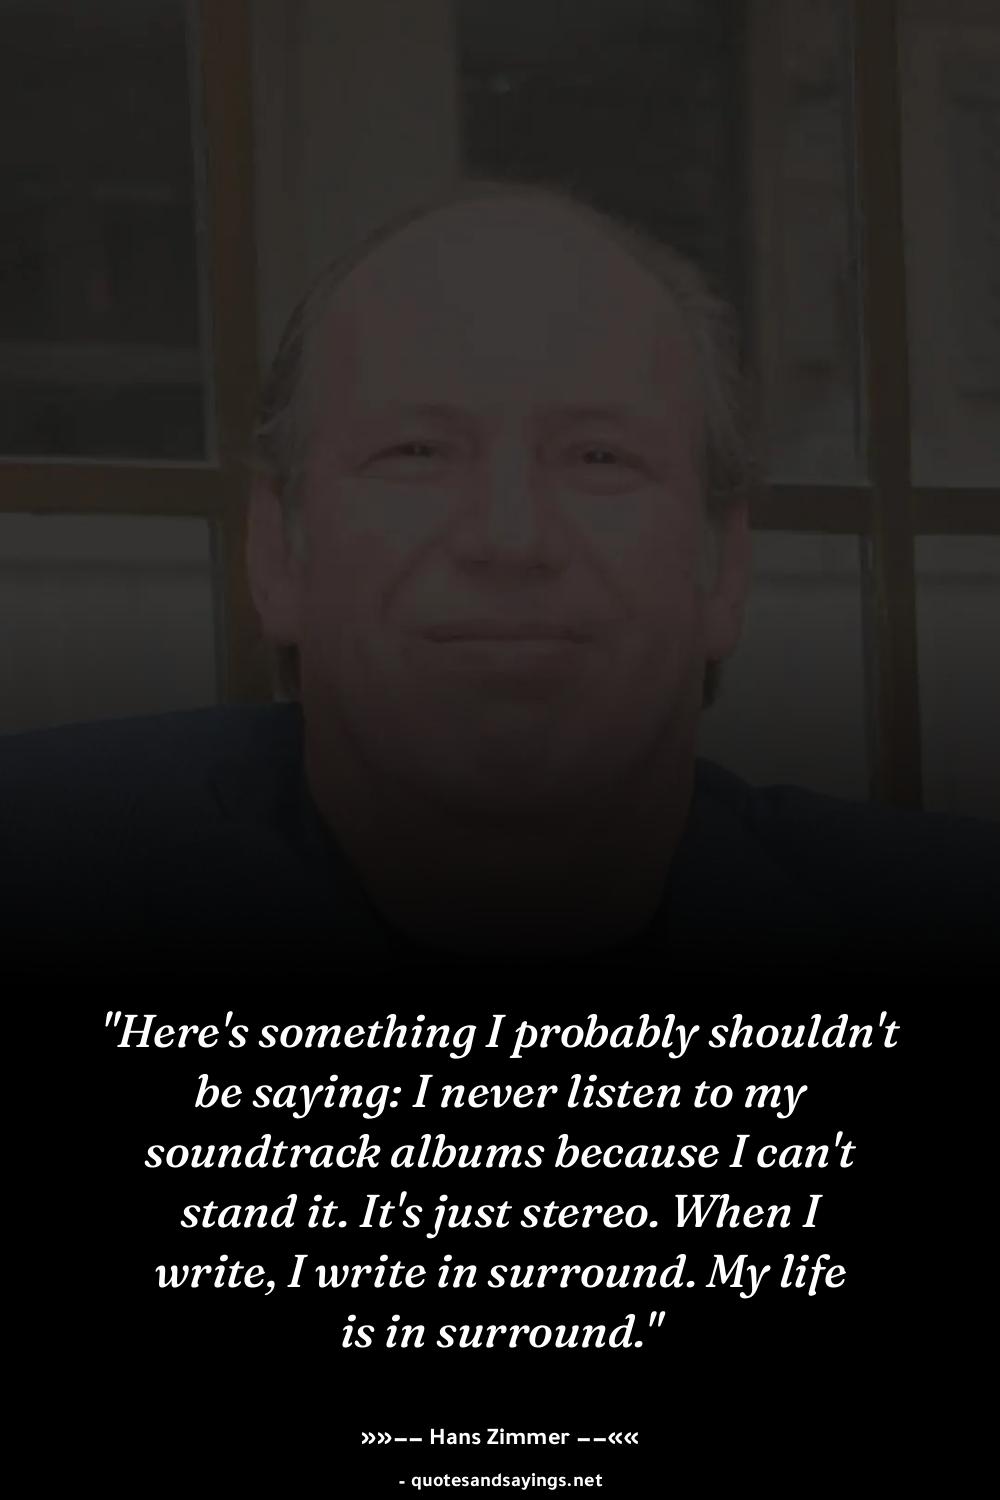 "Here's something I probably shouldn't
be saying: I never listen to my
soundtrack albums because I can't
stand it. It's just stereo. When I
write, I write in surround. My life
is in surround."
»»−− Hans Zimmer −−««
- quotesandsayings.net